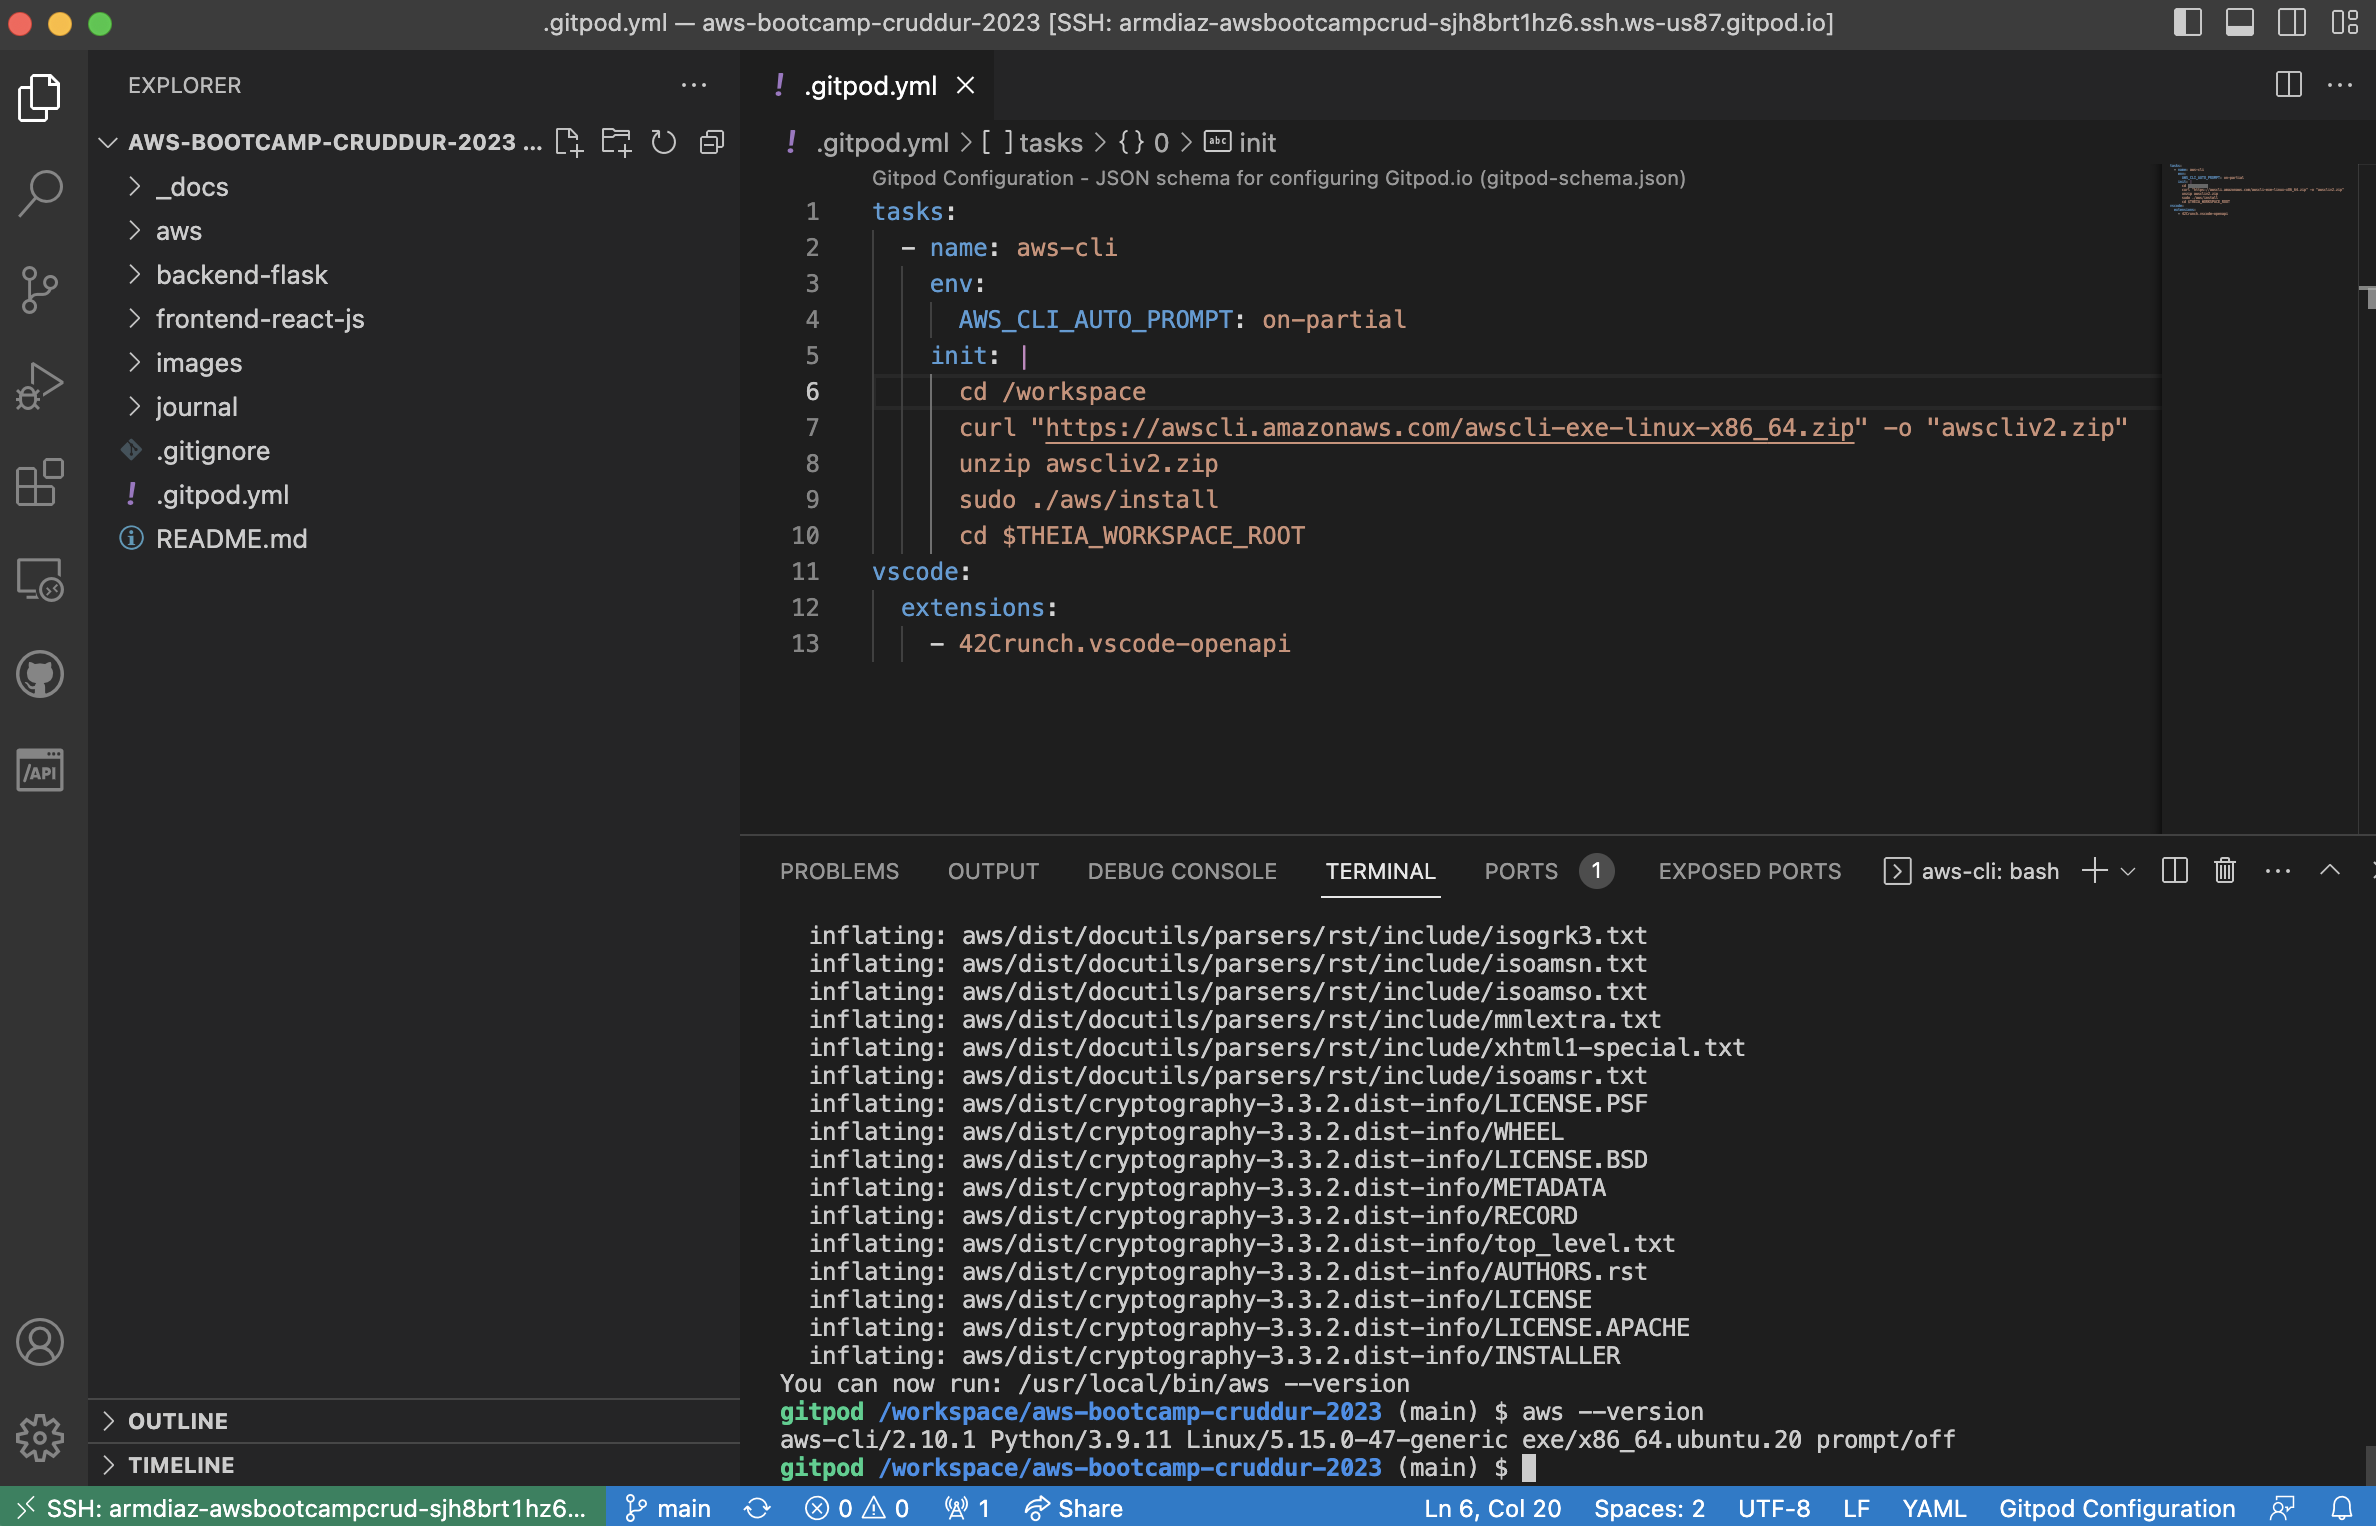 .gitpod.yml — aws-bootcamp-cruddur-2023 [SSH: armdiaz-awsbootcampcrud-sjh8brt1hz6.ssh.ws-us87.gitpod.io]
EXPLORER
AWS-BOOTCAMP-CRUDDUR-2023 ...
_docs
aws
backend-flask
frontend-react-js
images
journal
.gitignore
! .gitpod.yml
README.md
OUTLINE
TIMELINE
/API
! .gitpod.yml
! .gitpod.yml > [ ] tasks > {} 0 > abc init
Gitpod Configuration - JSON schema for configuring Gitpod.io (gitpod-schema.json)
1 tasks:
2 - name: aws-cli
3 env:
4 AWS_CLI_AUTO_PROMPT: on-partial
5 init: |
6 cd /workspace
7 curl "https://awscli.amazonaws.com/awscli-exe-linux-x86_64.zip" -o "awscliv2.zip"
8 unzip awscliv2.zip
9 sudo ./aws/install
10 cd $THEIA_WORKSPACE_ROOT
11 vscode:
12 extensions:
13 - 42Crunch.vscode-openapi
PROBLEMS OUTPUT DEBUG CONSOLE TERMINAL PORTS 1 EXPOSED PORTS aws-cli: bash
inflating: aws/dist/docutils/parsers/rst/include/isogrk3.txt
inflating: aws/dist/docutils/parsers/rst/include/isoamsn.txt
inflating: aws/dist/docutils/parsers/rst/include/isoamso.txt
inflating: aws/dist/docutils/parsers/rst/include/mmlextra.txt
inflating: aws/dist/docutils/parsers/rst/include/xhtml1-special.txt
inflating: aws/dist/docutils/parsers/rst/include/isoamsr.txt
inflating: aws/dist/cryptography-3.3.2.dist-info/LICENSE.PSF
inflating: aws/dist/cryptography-3.3.2.dist-info/WHEEL
inflating: aws/dist/cryptography-3.3.2.dist-info/LICENSE.BSD
inflating: aws/dist/cryptography-3.3.2.dist-info/METADATA
inflating: aws/dist/cryptography-3.3.2.dist-info/RECORD
inflating: aws/dist/cryptography-3.3.2.dist-info/top_level.txt
inflating: aws/dist/cryptography-3.3.2.dist-info/AUTHORS.rst
inflating: aws/dist/cryptography-3.3.2.dist-info/LICENSE
inflating: aws/dist/cryptography-3.3.2.dist-info/LICENSE.APACHE
inflating: aws/dist/cryptography-3.3.2.dist-info/INSTALLER
You can now run: /usr/local/bin/aws --version
gitpod /workspace/aws-bootcamp-cruddur-2023 (main) $ aws --version
aws-cli/2.10.1 Python/3.9.11 Linux/5.15.0-47-generic exe/x86_64.ubuntu.20 prompt/off
gitpod /workspace/aws-bootcamp-cruddur-2023 (main) $
SSH: armdiaz-awsbootcampcrud-sjh8brt1hz6... main 0 0 1 Share Ln 6, Col 20 Spaces: 2 UTF-8 LF YAML Gitpod Configuration